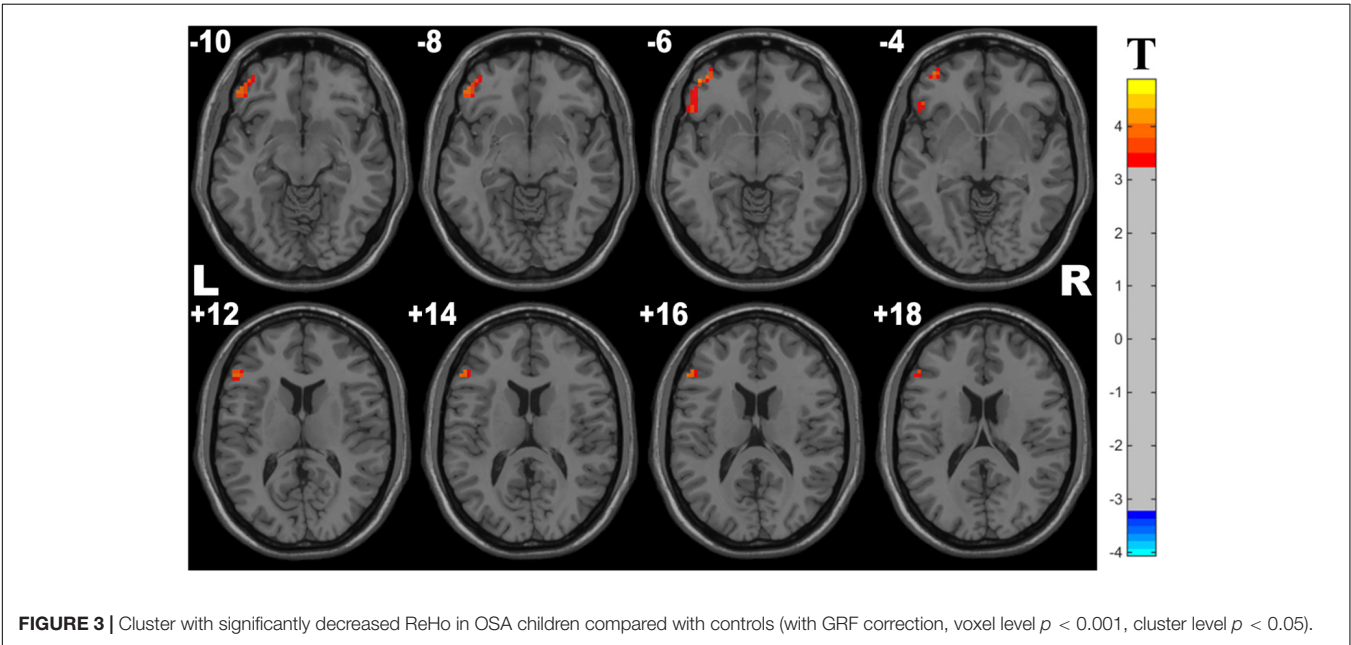 -10 -8 -6 -4 T
4
3
2
1
0
-1
-2
-3
-4
L R
+12 +14 +16 +18
FIGURE 3 | Cluster with significantly decreased ReHo in OSA children compared with controls (with GRF correction, voxel level p < 0.001, cluster level p < 0.05).